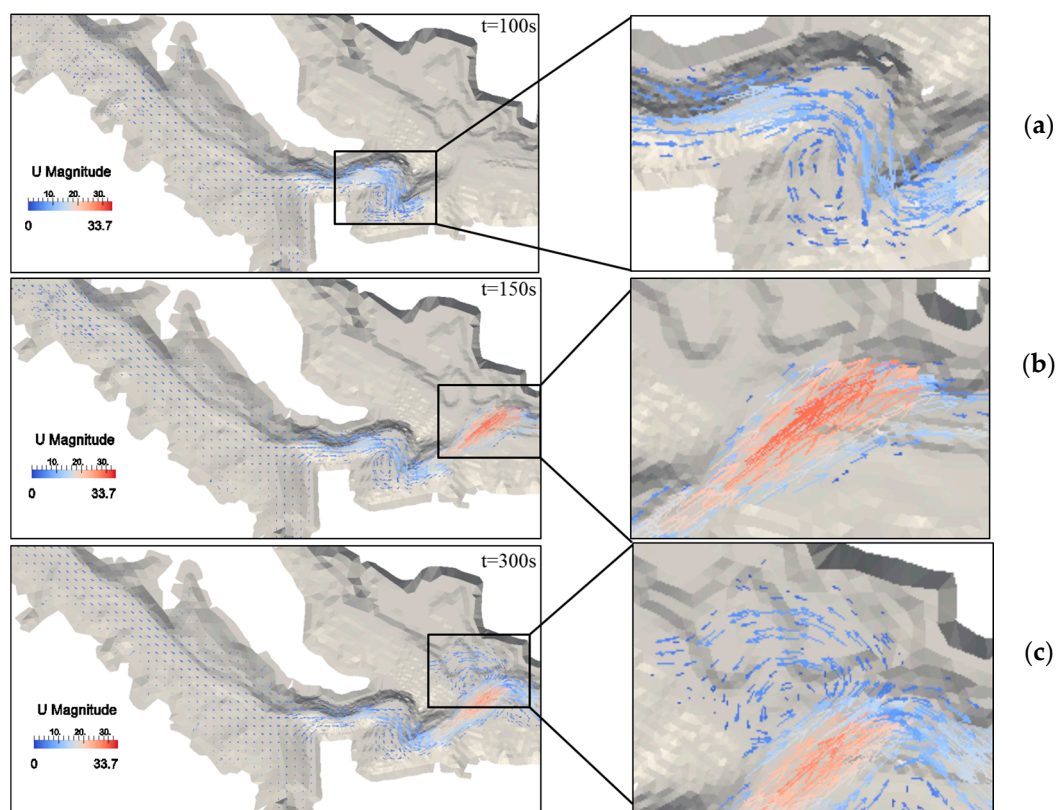 t=100s
U Magnitude
10. 20. 30.
0 33.7
(a)
t=150s
U Magnitude
10. 20. 30.
0 33.7
(b)
t=300s
U Magnitude
10. 20. 30.
0 33.7
(c)